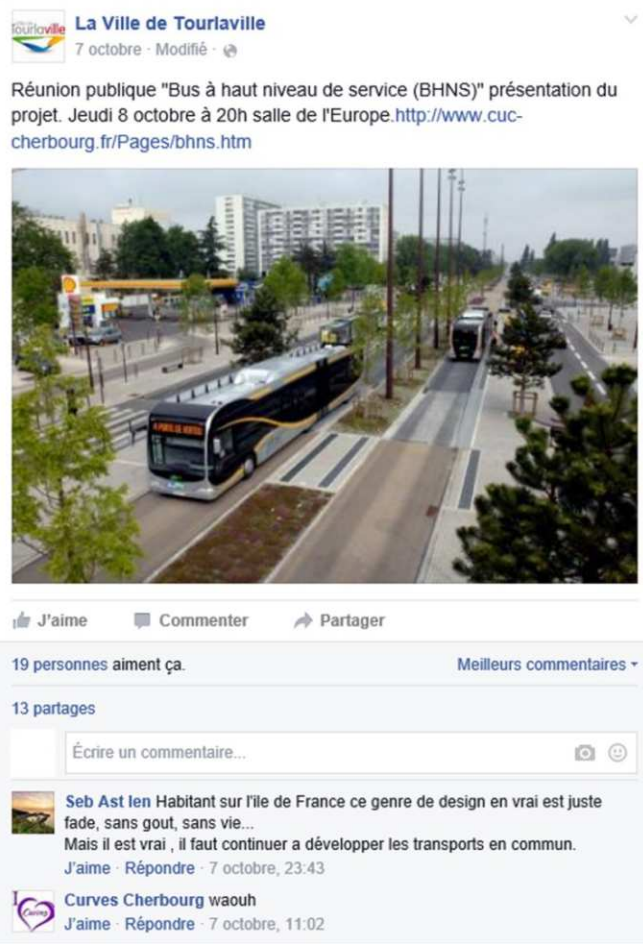 Tourlaville
La Ville de Tourlaville
7 octobre · Modifié ·
Réunion publique "Bus à haut niveau de service (BHNS)" présentation du
projet. Jeudi 8 octobre à 20h salle de l'Europe.http://www.cuc-
cherbourg.fr/Pages/bhns.htm
J'aime Commenter Partager
19 personnes aiment ça. Meilleurs commentaires
13 partages
Écrire un commentaire...
Seb Ast Ien Habitant sur l'ile de France ce genre de design en vrai est juste
fade, sans gout, sans vie...
Mais il est vrai , il faut continuer a développer les transports en commun.
J'aime · Répondre · 7 octobre, 23:43
I
Curves
Curves Cherbourg waouh
J'aime · Répondre · 7 octobre, 11:02